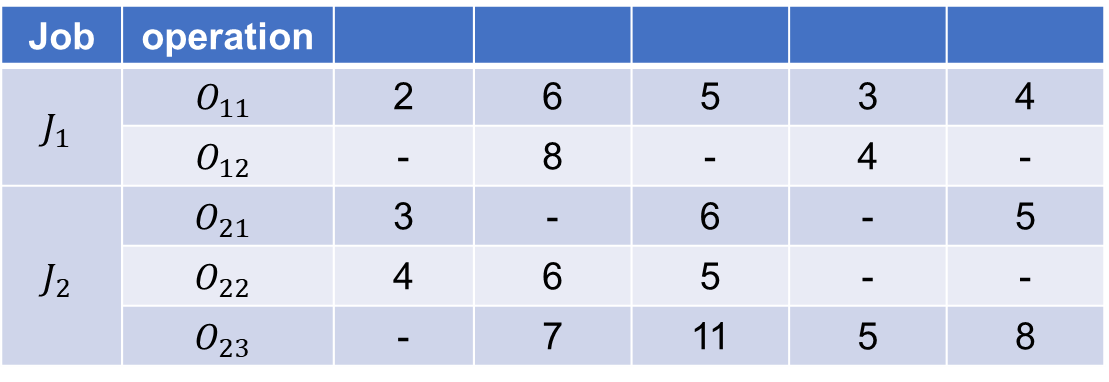 Job operation
J₁ O₁₁ 2 6 5 3 4
O₁₂ - 8 - 4 -
J₂ O₂₁ 3 - 6 - 5
O₂₂ 4 6 5 - -
O₂₃ - 7 11 5 8